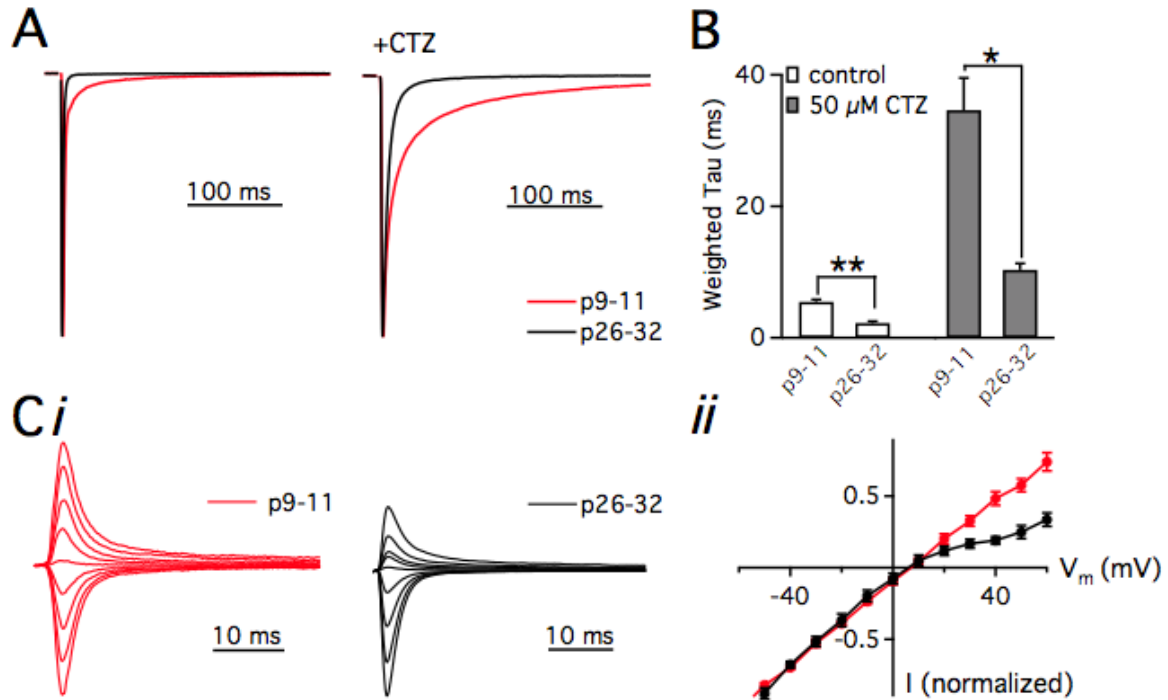 A
+CTZ
100 ms
100 ms
p9-11
p26-32
B
control
50 µM CTZ
*
**
Weighted Tau (ms)
40
20
0
p9-11
p26-32
p9-11
p26-32
C i
p9-11
p26-32
10 ms
10 ms
ii
0.5
-0.5
-40
40
Vm (mV)
I (normalized)